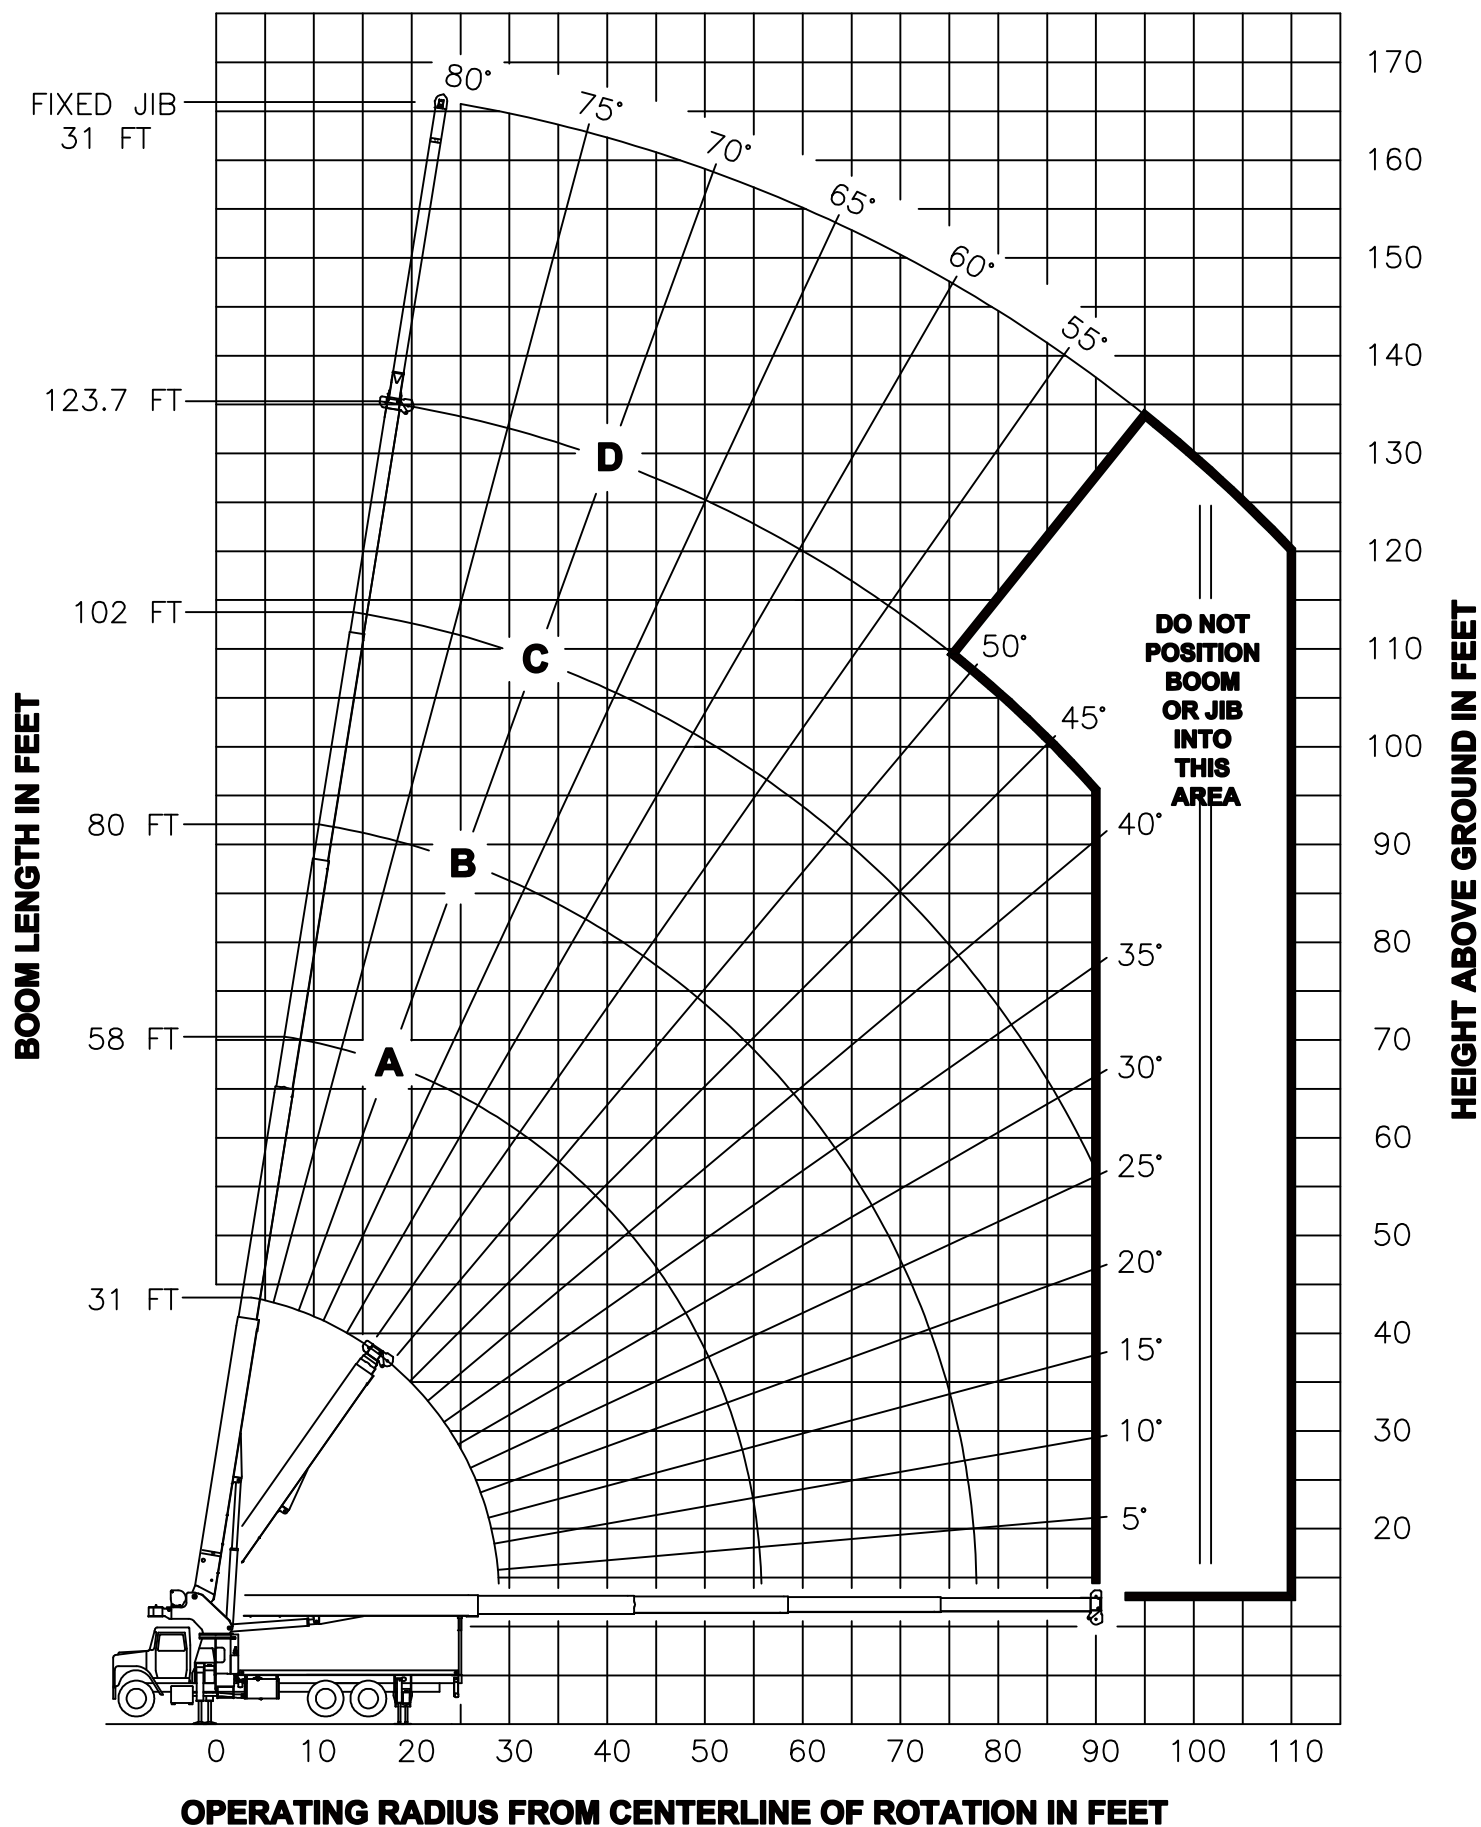 80°
170
FIXED JIB
31 FT
75°
70°
160
65°
60°
150
55°
140
123.7 FT
D
130
120
102 FT
C
50°
110
DO NOT
POSITION
BOOM
OR JIB
INTO
THIS
AREA
45°
100
80 FT
B
40°
90
35°
80
58 FT
A
30°
70
25°
60
20°
50
31 FT
15°
40
10°
30
5°
20
BOOM LENGTH IN FEET
HEIGHT ABOVE GROUND IN FEET
0 10 20 30 40 50 60 70 80 90 100 110
OPERATING RADIUS FROM CENTERLINE OF ROTATION IN FEET